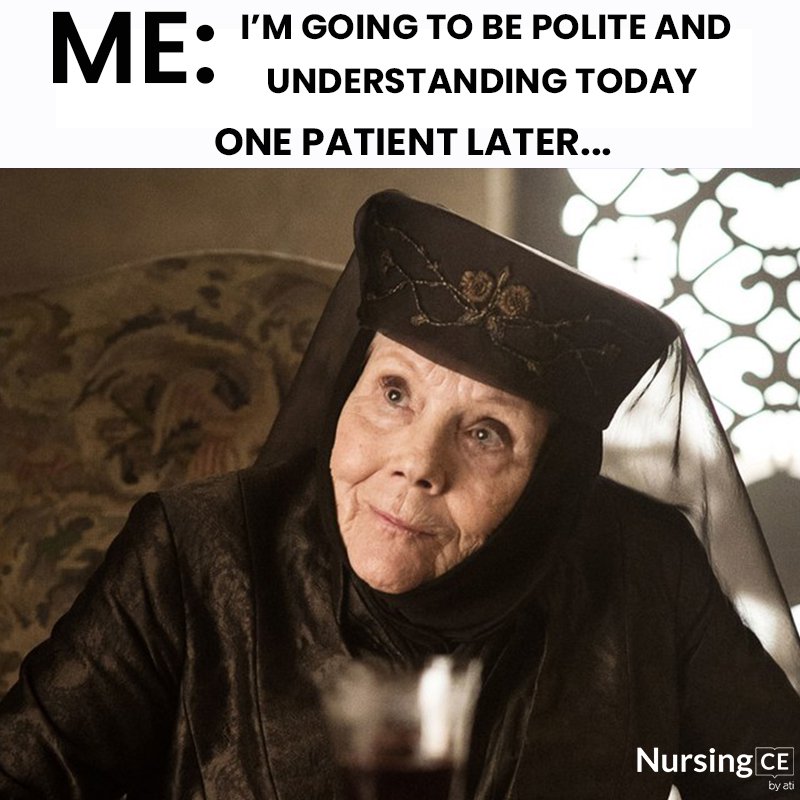 ME: I’M GOING TO BE POLITE AND
UNDERSTANDING TODAY
ONE PATIENT LATER...
Nursing CE
by ati